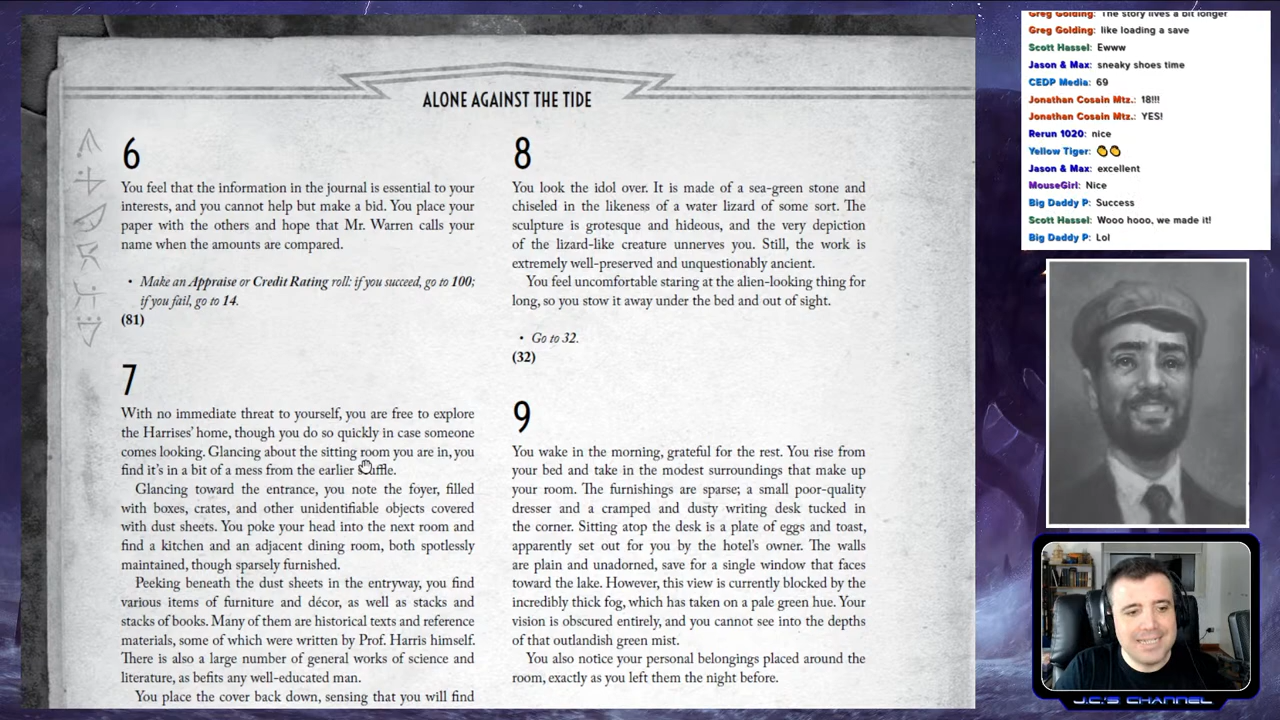 ALONE AGAINST THE TIDE
6
You feel that the information in the journal is essential to your
interests, and you cannot help but make a bid. You place your
paper with the others and hope that Mr. Warren calls your
name when the amounts are compared.
• Make an Appraise or Credit Rating roll: if you succeed, go to 100;
if you fail, go to 14.
(81)
7
With no immediate threat to yourself, you are free to explore
the Harrises' home, though you do so quickly in case someone
comes looking. Glancing about the sitting room you are in, you
find it's in a bit of a mess from the earlier scuffle.
Glancing toward the entrance, you note the foyer, filled
with boxes, crates, and other unidentifiable objects covered
with dust sheets. You poke your head into the next room and
find a kitchen and an adjacent dining room, both spotlessly
maintained, though sparsely furnished.
Peeking beneath the dust sheets in the entryway, you find
various items of furniture and décor, as well as stacks and
stacks of books. Many of them are historical texts and reference
materials, some of which were written by Prof. Harris himself.
There is also a large number of general works of science and
literature, as befits any well-educated man.
You place the cover back down, sensing that you will find
8
You look the idol over. It is made of a sea-green stone and
chiseled in the likeness of a water lizard of some sort. The
sculpture is grotesque and hideous, and the very depiction
of the lizard-like creature unnerves you. Still, the work is
extremely well-preserved and unquestionably ancient.
You feel uncomfortable staring at the alien-looking thing for
long, so you stow it away under the bed and out of sight.
• Go to 32.
(32)
9
You wake in the morning, grateful for the rest. You rise from
your bed and take in the modest surroundings that make up
your room. The furnishings are sparse; a small poor-quality
dresser and a cramped and dusty writing desk tucked in
the corner. Sitting atop the desk is a plate of eggs and toast,
apparently set out for you by the hotel's owner. The walls
are plain and unadorned, save for a single window that faces
toward the lake. However, this view is currently blocked by the
incredibly thick fog, which has taken on a pale green hue. Your
vision is obscured entirely, and you cannot see into the depths
of that outlandish green mist.
You also notice your personal belongings placed around the
room, exactly as you left them the night before.
Greg Golding: The story lives a bit longer
Greg Golding: like loading a save
Scott Hassel: Ewww
Jason & Max: sneaky shoes time
CEDP Media: 69
Jonathan Cosain Mtz.: 18!!!
Jonathan Cosain Mtz.: YES!
Rerun 1020: nice
Yellow Tiger: 👏👏
Jason & Max: excellent
MouseGirl: Nice
Big Daddy P: Success
Scott Hassel: Wooo hooo, we made it!
Big Daddy P: Lol
J.C.'S CHANNEL